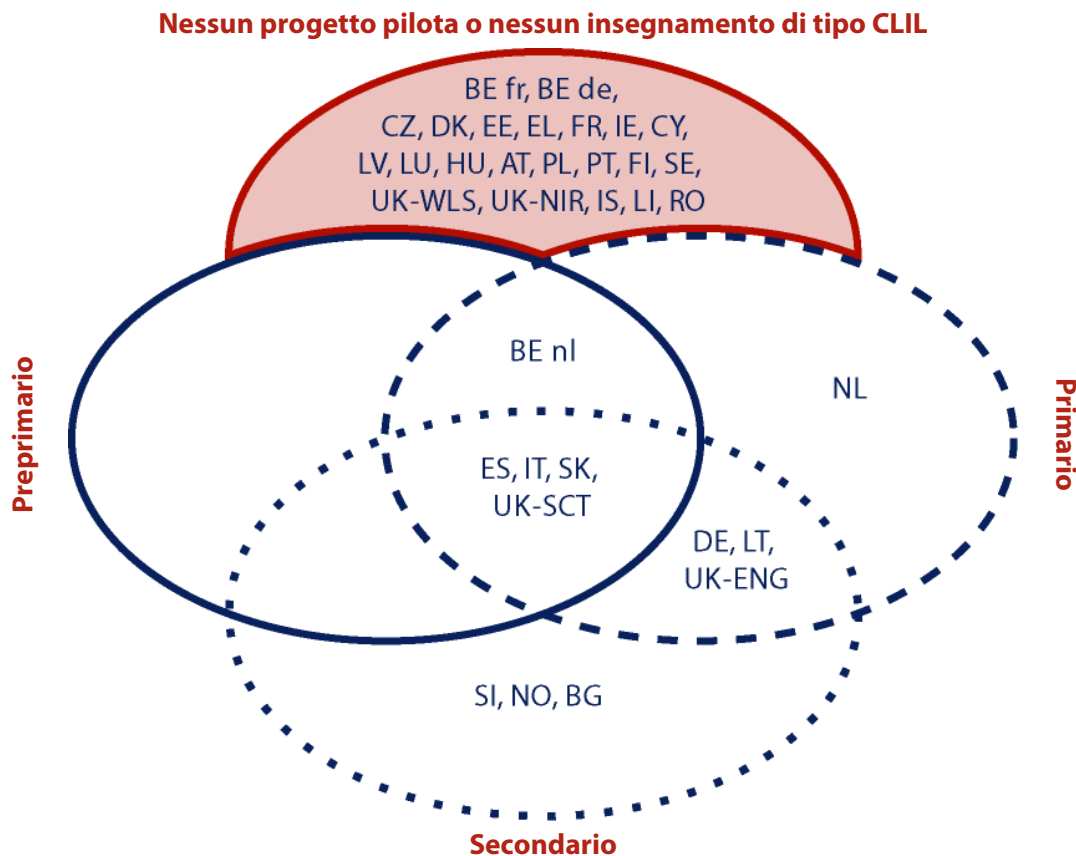 Nessun progetto pilota o nessun insegnamento di tipo CLIL
BE fr, BE de,
CZ, DK, EE, EL, FR, IE, CY,
LV, LU, HU, AT, PL, PT, FI, SE,
UK-WLS, UK-NIR, IS, LI, RO
BE nl
NL
Preprimario
Primario
ES, IT, SK,
UK-SCT
DE, LT,
UK-ENG
SI, NO, BG
Secondario